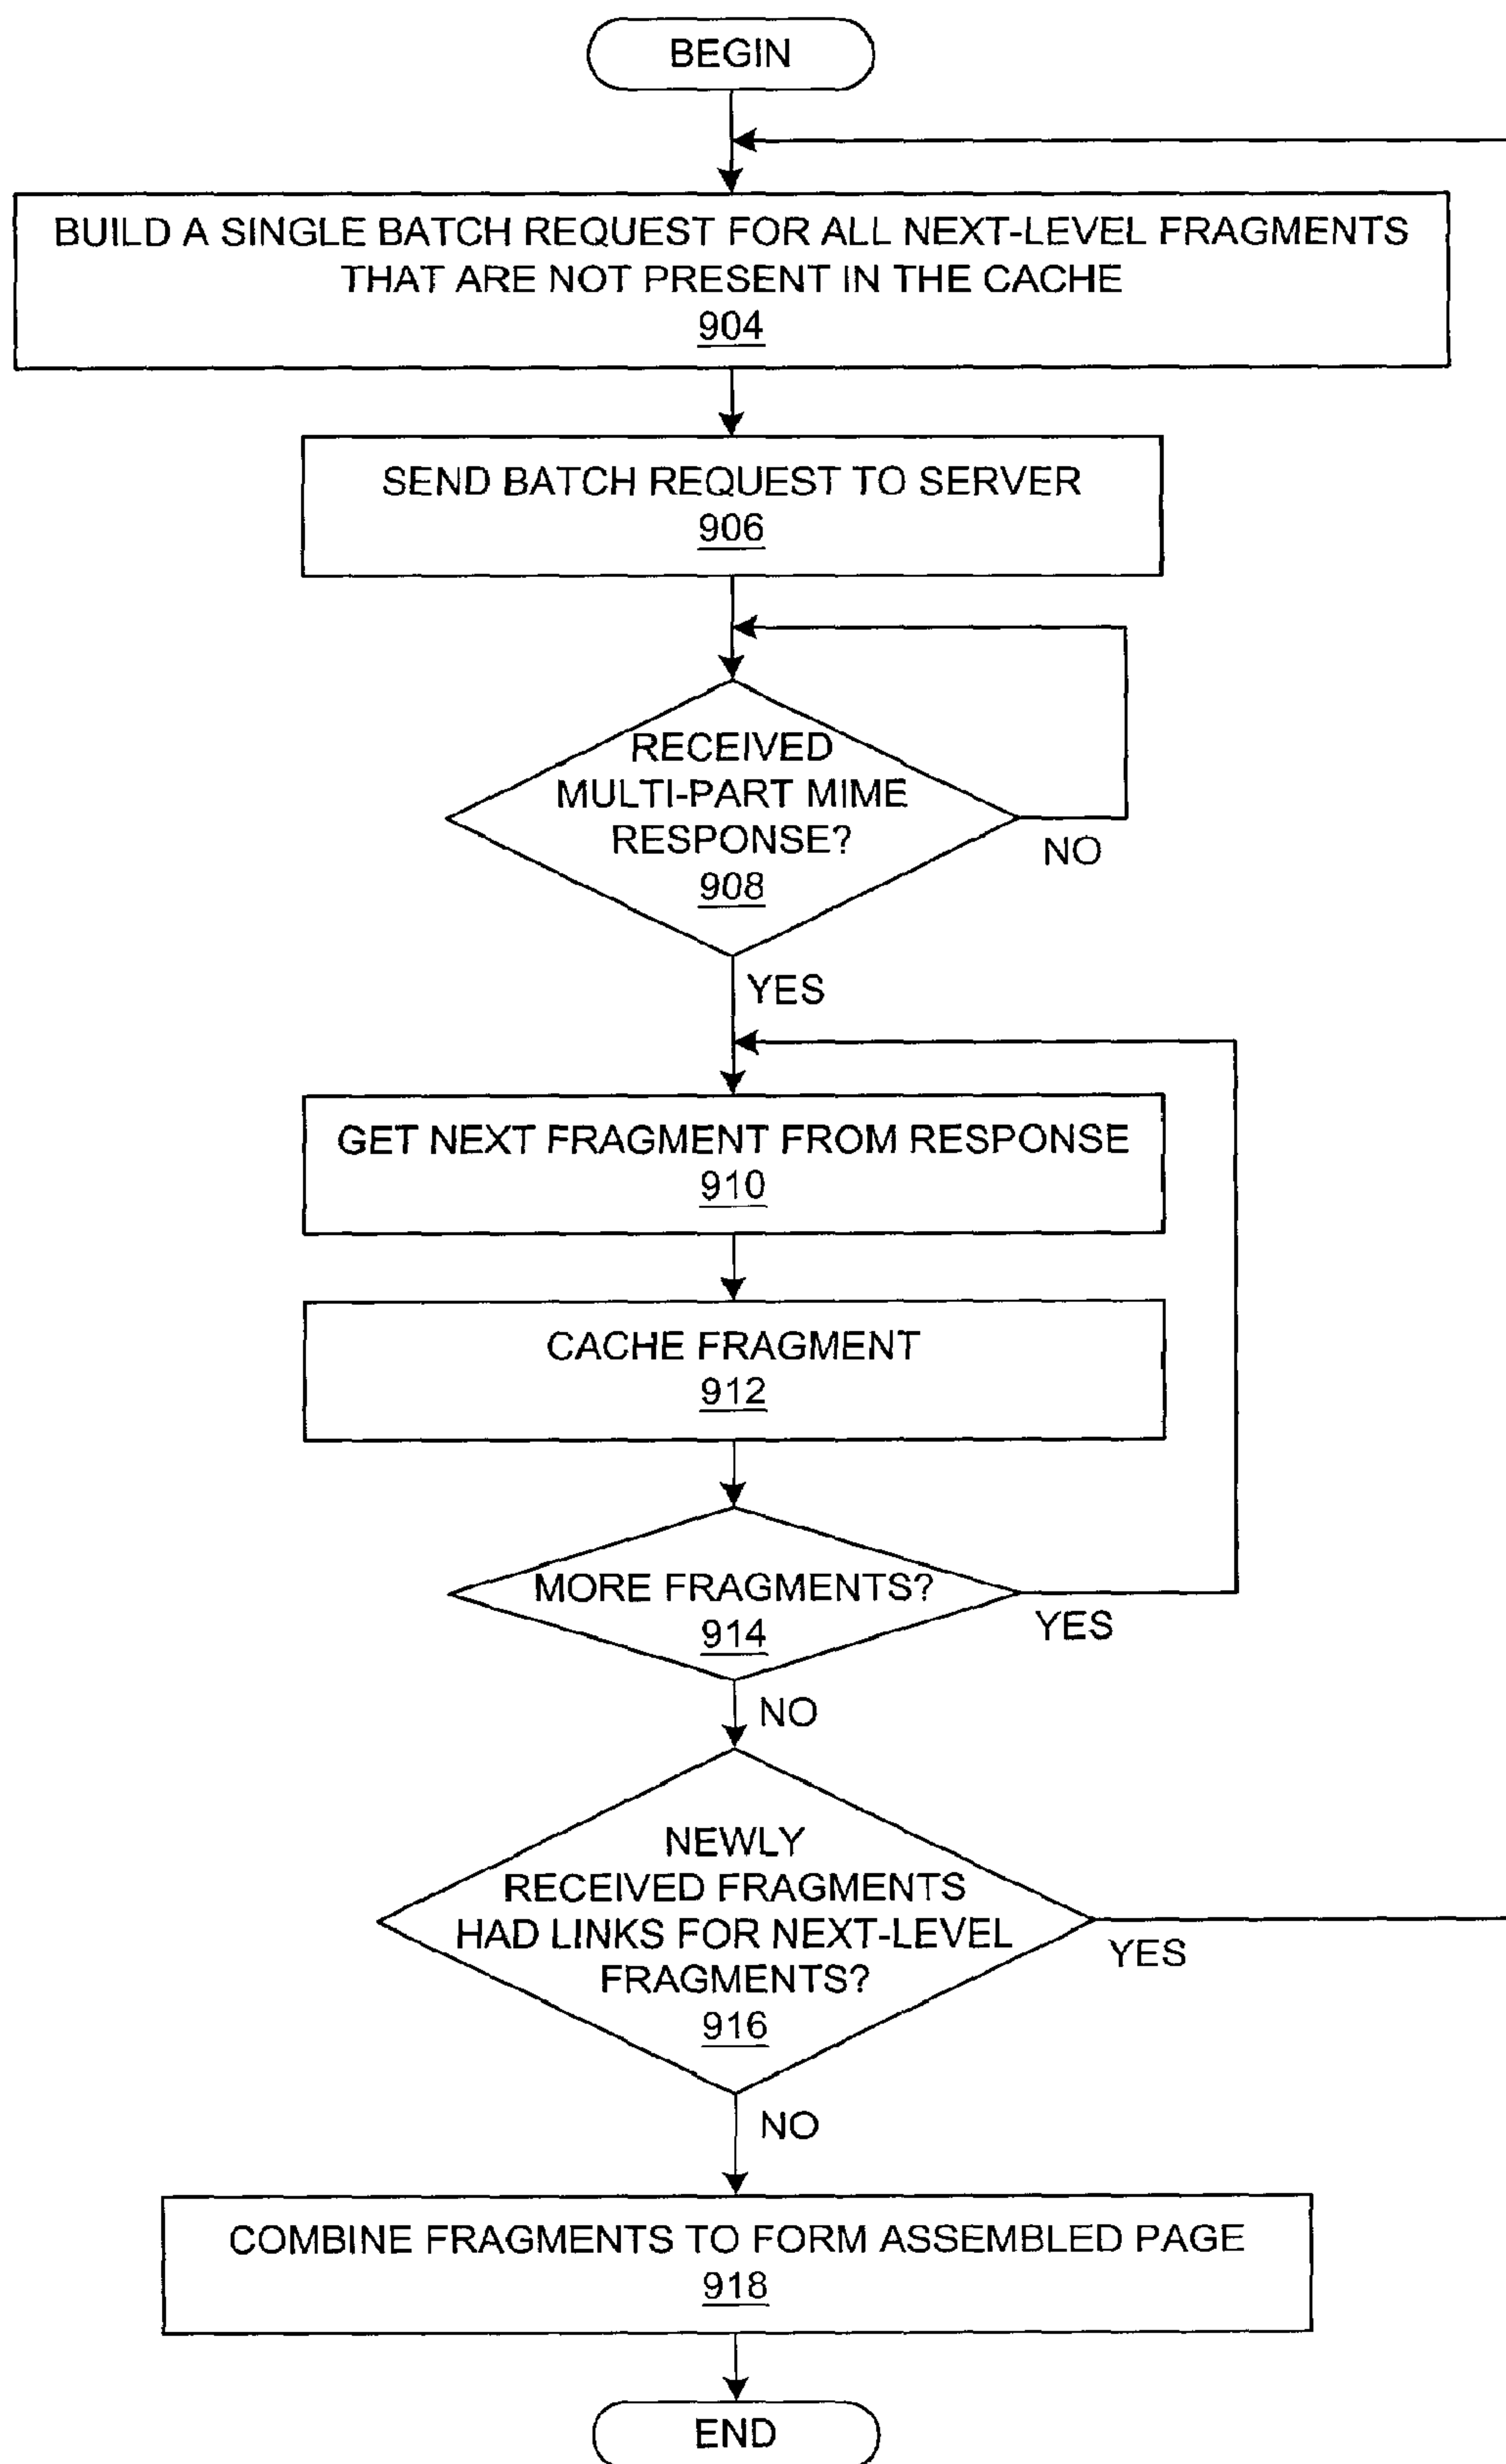 BEGIN
BUILD A SINGLE BATCH REQUEST FOR ALL NEXT-LEVEL FRAGMENTS
THAT ARE NOT PRESENT IN THE CACHE
904
SEND BATCH REQUEST TO SERVER
906
RECEIVED
MULTI-PART MIME
RESPONSE?
908
NO
YES
GET NEXT FRAGMENT FROM RESPONSE
910
CACHE FRAGMENT
912
MORE FRAGMENTS?
914
YES
NO
NEWLY
RECEIVED FRAGMENTS
HAD LINKS FOR NEXT-LEVEL
FRAGMENTS?
916
YES
NO
COMBINE FRAGMENTS TO FORM ASSEMBLED PAGE
918
END